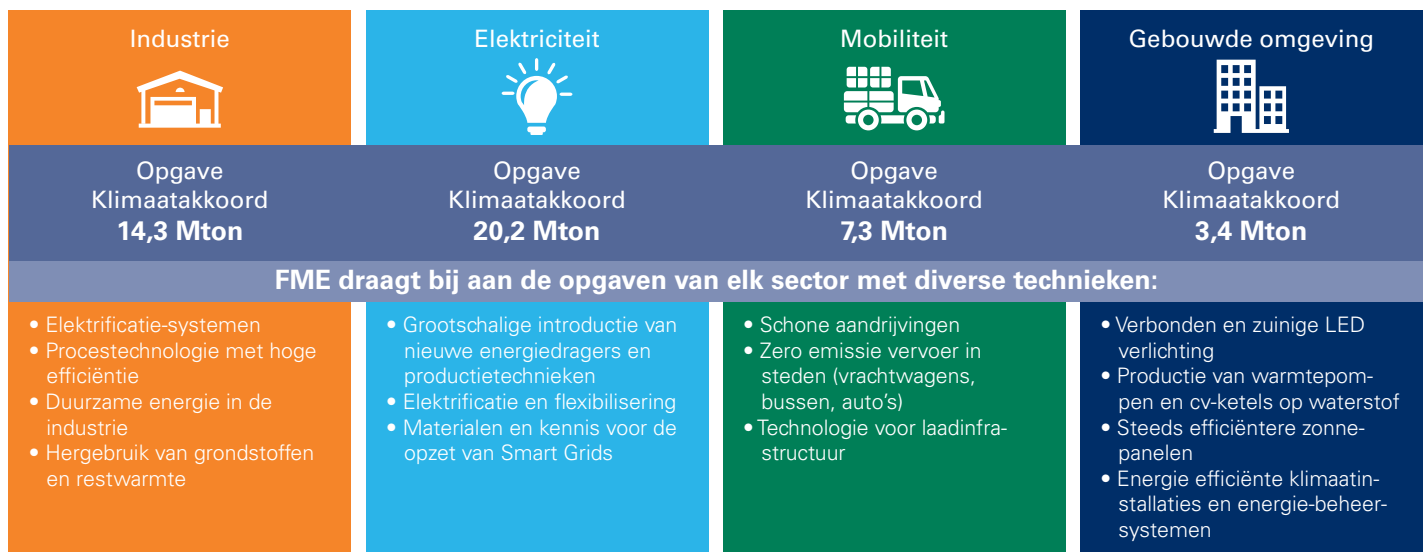 Industrie
Elektriciteit
Mobiliteit
Gebouwde omgeving
Opgave
Klimaatakkoord
14,3 Mton
Opgave
Klimaatakkoord
20,2 Mton
Opgave
Klimaatakkoord
7,3 Mton
Opgave
Klimaatakkoord
3,4 Mton
FME draagt bij aan de opgaven van elk sector met diverse technieken:
• Elektrificatie-systemen
• Procestechnologie met hoge
efficiëntie
• Duurzame energie in de
industrie
• Hergebruik van grondstoffen
en restwarmte
• Grootschalige introductie van
nieuwe energiedragers en
productietechnieken
• Elektrificatie en flexibilisering
• Materialen en kennis voor de
opzet van Smart Grids
• Schone aandrijvingen
• Zero emissie vervoer in
steden (vrachtwagens,
bussen, auto's)
• Technologie voor laadinfra-
structuur
• Verbonden en zuinige LED
verlichting
• Productie van warmtepom-
pen en cv-ketels op waterstof
• Steeds efficiëntere zonne-
panelen
• Energie efficiënte klimaatin-
stallaties en energie-beheer-
systemen